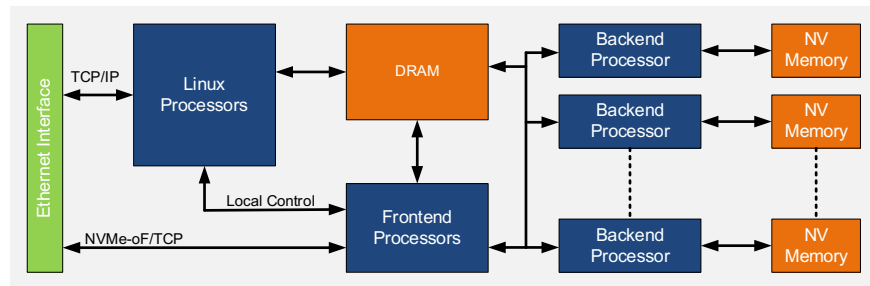 Ethernet Interface
TCP/IP
Linux
Processors
DRAM
Backend
Processor
NV
Memory
Backend
Processor
NV
Memory
Local Control
Frontend
Processors
NVMe-oF/TCP
Backend
Processor
NV
Memory